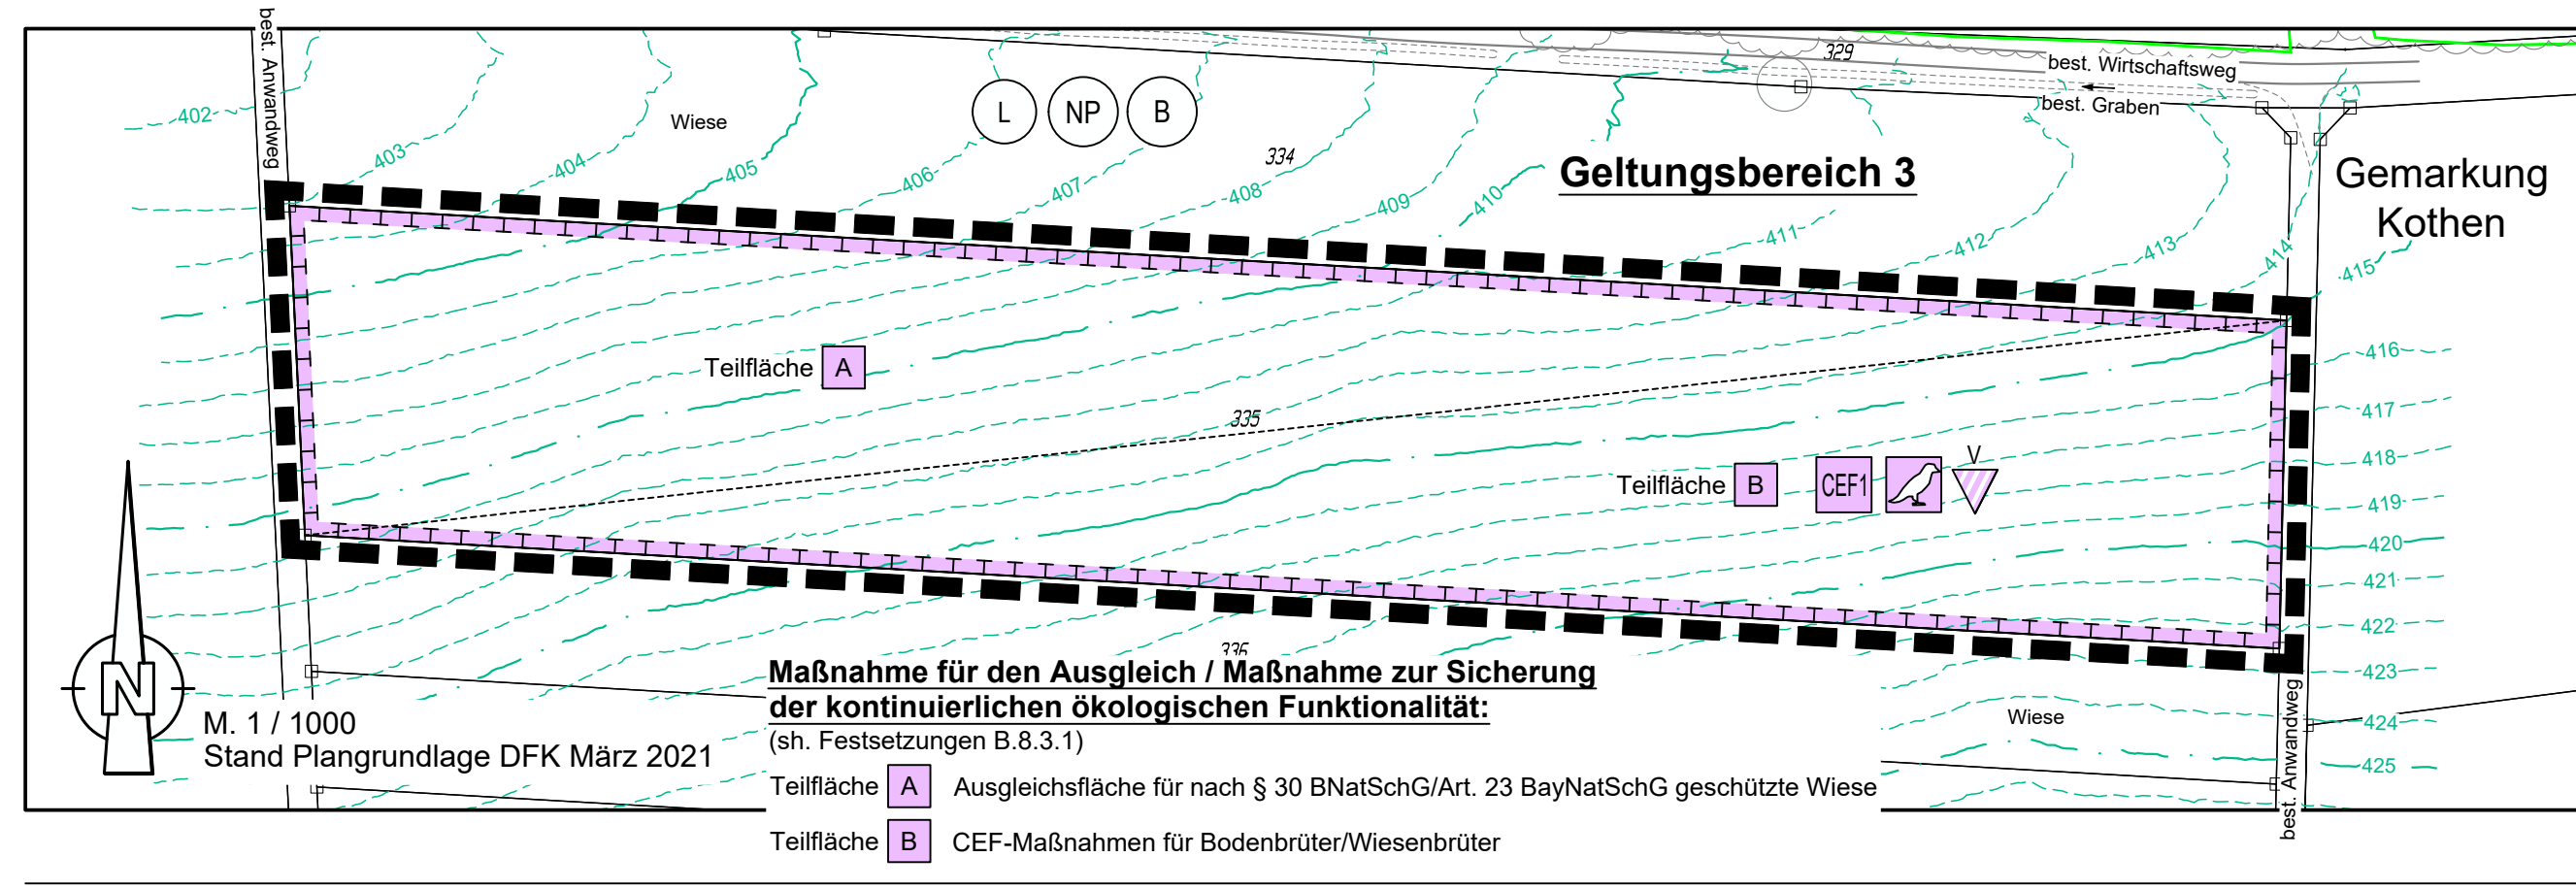 best. Anwandweg
329
best. Wirtschaftsweg
best. Graben
402
403
404
405
Wiese
L
NP
B
334
406
407
408
409
410
Geltungsbereich 3
411
412
413
414
415
Gemarkung
Kothen
416
417
418
419
420
421
422
423
424
425
Teilfläche A
335
Teilfläche B
CEF1
V
336
Wiese
best. Anwandweg
N
M. 1 / 1000
Stand Plangrundlage DFK März 2021
Maßnahme für den Ausgleich / Maßnahme zur Sicherung
der kontinuierlichen ökologischen Funktionalität:
(sh. Festsetzungen B.8.3.1)
Teilfläche A Ausgleichsfläche für nach § 30 BNatSchG/Art. 23 BayNatSchG geschützte Wiese
Teilfläche B CEF-Maßnahmen für Bodenbrüter/Wiesenbrüter